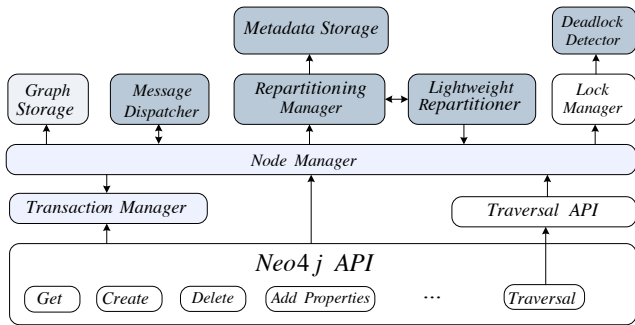 Metadata Storage
Deadlock
Detector
Graph
Storage
Message
Dispatcher
Repartitioning
Manager
Lightweight
Repartitioner
Lock
Manager
Node Manager
Transaction Manager
Traversal API
Neo4j API
Get
Create
Delete
Add Properties
...
Traversal